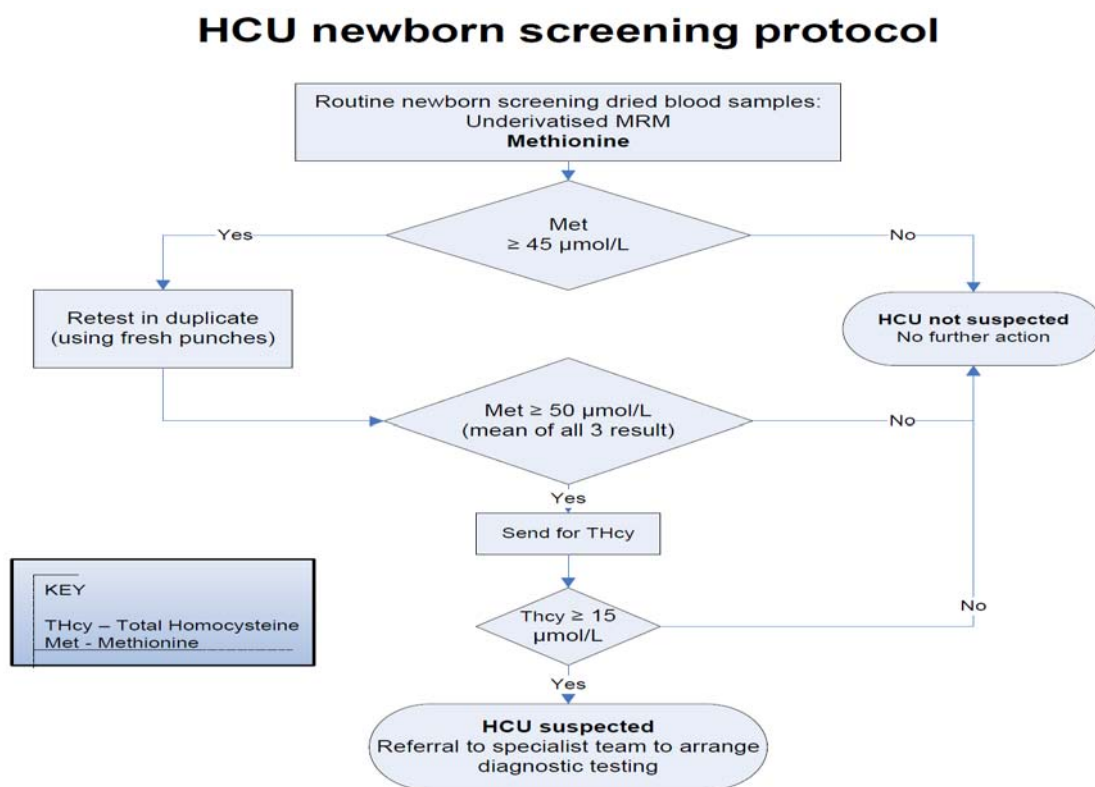 HCU newborn screening protocol
Routine newborn screening dried blood samples:
Underivatised MRM
Methionine
Met
≥ 45 µmol/L
Yes
No
Retest in duplicate
(using fresh punches)
HCU not suspected
No further action
Met ≥ 50 µmol/L
(mean of all 3 result)
No
Yes
Send for THcy
KEY
THcy – Total Homocysteine
Met - Methionine
Thcy ≥ 15
µmol/L
No
Yes
HCU suspected
Referral to specialist team to arrange
diagnostic testing